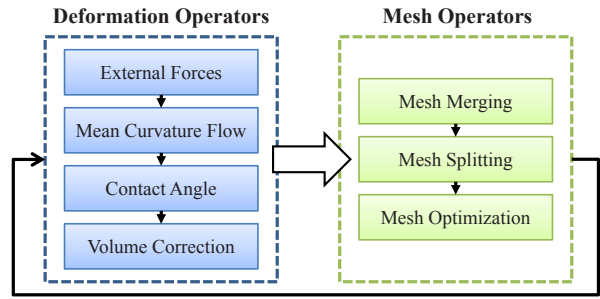 Deformation Operators
External Forces
Mean Curvature Flow
Contact Angle
Volume Correction
Mesh Operators
Mesh Merging
Mesh Splitting
Mesh Optimization